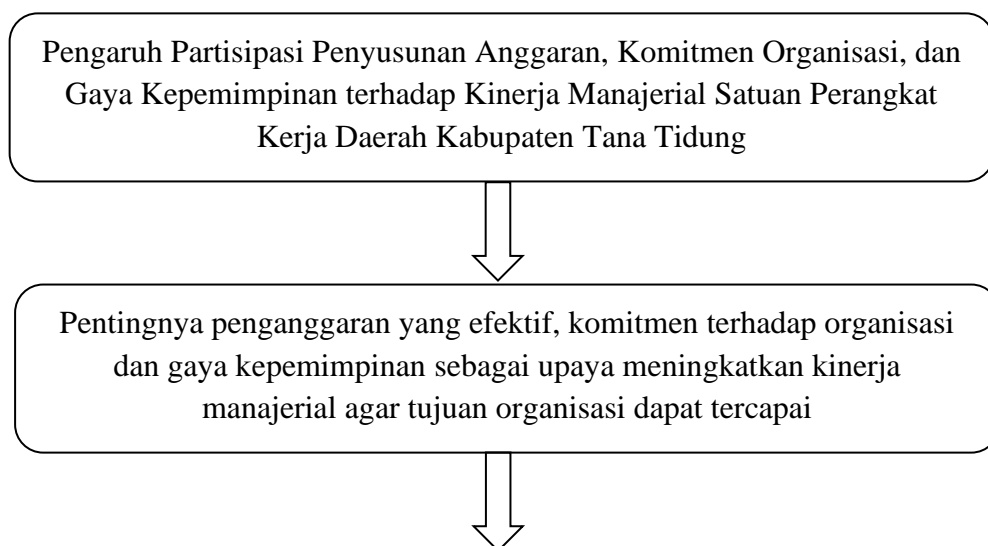 Pengaruh Partisipasi Penyusunan Anggaran, Komitmen Organisasi, dan
Gaya Kepemimpinan terhadap Kinerja Manajerial Satuan Perangkat
Kerja Daerah Kabupaten Tana Tidung
Pentingnya penganggaran yang efektif, komitmen terhadap organisasi
dan gaya kepemimpinan sebagai upaya meningkatkan kinerja
manajerial agar tujuan organisasi dapat tercapai